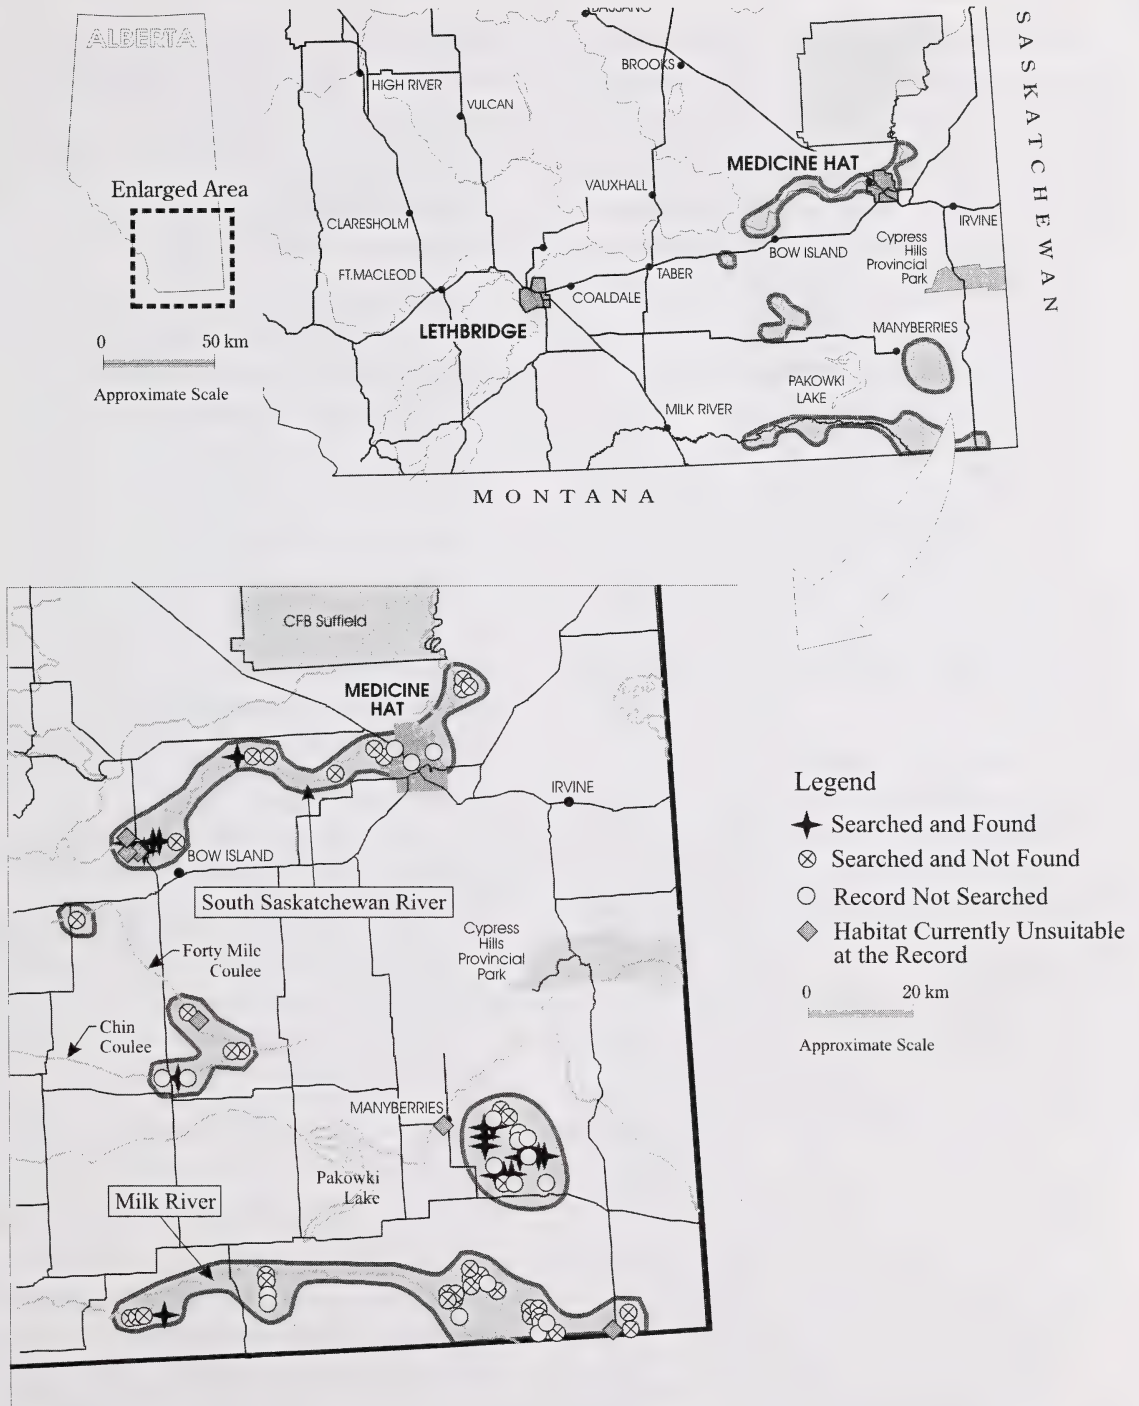 ALBERTA
Enlarged Area
0 50 km
Approximate Scale
BASSANO
BROOKS
HIGH RIVER
VULCAN
MEDICINE HAT
VAUXHALL
CLARESHOLM
IRVINE
BOW ISLAND
Cypress
Hills
Provincial
Park
FT.MACLEOD
TABER
COALDALE
LETHBRIDGE
MANYBERRIES
PAKOWKI
LAKE
MILK RIVER
SASKATCHEWAN
MONTANA
CFB Suffield
MEDICINE
HAT
IRVINE
BOW ISLAND
South Saskatchewan River
Forty Mile
Coulee
Cypress
Hills
Provincial
Park
Chin
Coulee
MANYBERRIES
Pakowki
Lake
Milk River
Legend
Searched and Found
Searched and Not Found
Record Not Searched
Habitat Currently Unsuitable
at the Record
0 20 km
Approximate Scale